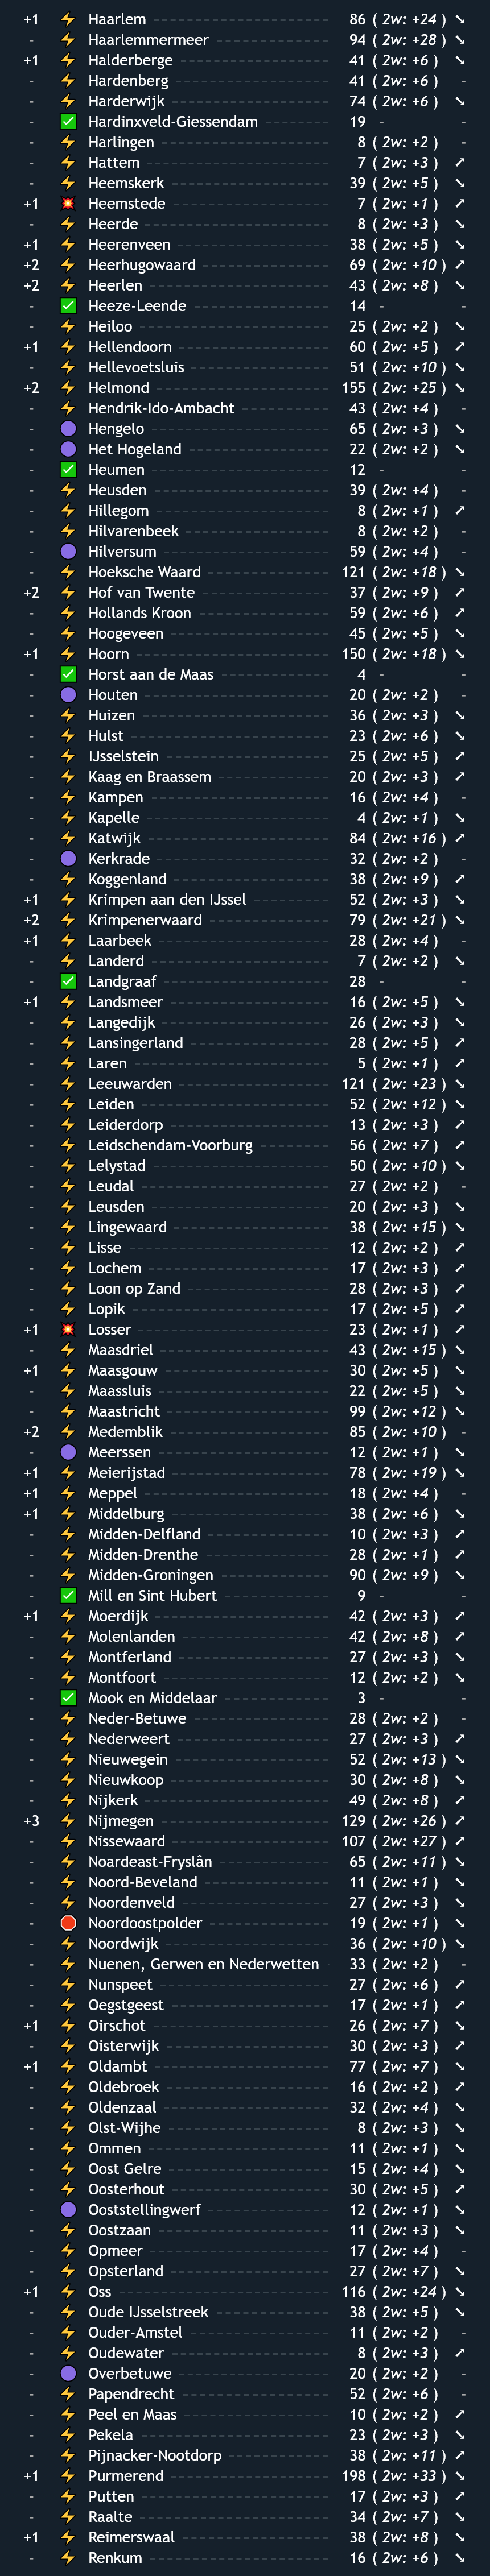 +1 ⚡ Haarlem 86 ( 2w: +24 ) ↘
- ⚡ Haarlemmermeer 94 ( 2w: +28 ) ↘
+1 ⚡ Halderberge 41 ( 2w: +6 ) ↘
- ⚡ Hardenberg 41 ( 2w: +6 ) -
- ⚡ Harderwijk 74 ( 2w: +6 ) ↘
- ✅ Hardinxveld-Giessendam 19 - -
- ⚡ Harlingen 8 ( 2w: +2 ) -
- ⚡ Hattem 7 ( 2w: +3 ) ↗
- ⚡ Heemskerk 39 ( 2w: +5 ) ↘
+1 💥 Heemstede 7 ( 2w: +1 ) ↗
- ⚡ Heerde 8 ( 2w: +3 ) ↘
+1 ⚡ Heerenveen 38 ( 2w: +5 ) ↘
+2 ⚡ Heerhugowaard 69 ( 2w: +10 ) ↗
+2 ⚡ Heerlen 43 ( 2w: +8 ) ↘
- ✅ Heeze-Leende 14 - -
- ⚡ Heiloo 25 ( 2w: +2 ) ↘
+1 ⚡ Hellendoorn 60 ( 2w: +5 ) ↗
- ⚡ Hellevoetsluis 51 ( 2w: +10 ) ↘
+2 ⚡ Helmond 155 ( 2w: +25 ) ↘
- ⚡ Hendrik-Ido-Ambacht 43 ( 2w: +4 ) -
- 🟣 Hengelo 65 ( 2w: +3 ) ↘
- 🟣 Het Hogeland 22 ( 2w: +2 ) ↘
- ✅ Heumen 12 - -
- ⚡ Heusden 39 ( 2w: +4 ) -
- ⚡ Hillegom 8 ( 2w: +1 ) ↗
- ⚡ Hilvarenbeek 8 ( 2w: +2 ) -
- 🟣 Hilversum 59 ( 2w: +4 ) -
- ⚡ Hoeksche Waard 121 ( 2w: +18 ) ↘
+2 ⚡ Hof van Twente 37 ( 2w: +9 ) ↗
- ⚡ Hollands Kroon 59 ( 2w: +6 ) ↗
- ⚡ Hoogeveen 45 ( 2w: +5 ) ↘
+1 ⚡ Hoorn 150 ( 2w: +18 ) ↘
- ✅ Horst aan de Maas 4 - -
- 🟣 Houten 20 ( 2w: +2 ) -
- ⚡ Huizen 36 ( 2w: +3 ) ↘
- ⚡ Hulst 23 ( 2w: +6 ) ↘
- ⚡ IJsselstein 25 ( 2w: +5 ) ↗
- ⚡ Kaag en Braassem 20 ( 2w: +3 ) ↗
- ⚡ Kampen 16 ( 2w: +4 ) -
- ⚡ Kapelle 4 ( 2w: +1 ) ↘
- ⚡ Katwijk 84 ( 2w: +16 ) ↗
- 🟣 Kerkrade 32 ( 2w: +2 ) -
- ⚡ Koggenland 38 ( 2w: +9 ) ↗
+1 ⚡ Krimpen aan den IJssel 52 ( 2w: +3 ) ↘
+2 ⚡ Krimpenerwaard 79 ( 2w: +21 ) ↘
+1 ⚡ Laarbeek 28 ( 2w: +4 ) -
- ⚡ Landerd 7 ( 2w: +2 ) ↘
- ✅ Landgraaf 28 - -
+1 ⚡ Landsmeer 16 ( 2w: +5 ) ↘
- ⚡ Langedijk 26 ( 2w: +3 ) ↘
- ⚡ Lansingerland 28 ( 2w: +5 ) ↗
- ⚡ Laren 5 ( 2w: +1 ) ↗
- ⚡ Leeuwarden 121 ( 2w: +23 ) ↘
- ⚡ Leiden 52 ( 2w: +12 ) ↗
- ⚡ Leiderdorp 13 ( 2w: +3 ) ↗
- ⚡ Leidschendam-Voorburg 56 ( 2w: +7 ) ↗
- ⚡ Lelystad 50 ( 2w: +10 ) ↘
- ⚡ Leudal 27 ( 2w: +2 ) -
- ⚡ Leusden 20 ( 2w: +3 ) ↘
- ⚡ Lingewaard 38 ( 2w: +15 ) ↘
- ⚡ Lisse 12 ( 2w: +2 ) ↗
- ⚡ Lochem 17 ( 2w: +3 ) ↗
- ⚡ Loon op Zand 28 ( 2w: +3 ) ↗
- ⚡ Lopik 17 ( 2w: +5 ) ↗
+1 💥 Losser 23 ( 2w: +1 ) ↗
- ⚡ Maasdriel 43 ( 2w: +15 ) ↘
+1 ⚡ Maasgouw 30 ( 2w: +5 ) ↘
- ⚡ Maassluis 22 ( 2w: +5 ) ↘
- ⚡ Maastricht 99 ( 2w: +12 ) ↘
+2 ⚡ Medemblik 85 ( 2w: +10 ) -
- 🟣 Meerssen 12 ( 2w: +1 ) ↘
+1 ⚡ Meierijstad 78 ( 2w: +19 ) ↘
+1 ⚡ Meppel 18 ( 2w: +4 ) -
+1 ⚡ Middelburg 38 ( 2w: +6 ) ↘
- ⚡ Midden-Delfland 10 ( 2w: +3 ) ↗
- ⚡ Midden-Drenthe 28 ( 2w: +1 ) ↗
- ⚡ Midden-Groningen 90 ( 2w: +9 ) ↘
- ✅ Mill en Sint Hubert 9 - -
+1 ⚡ Moerdijk 42 ( 2w: +3 ) ↗
- ⚡ Molenlanden 42 ( 2w: +8 ) ↗
- ⚡ Montferland 27 ( 2w: +3 ) ↘
- ⚡ Montfoort 12 ( 2w: +2 ) ↘
- ✅ Mook en Middelaar 3 - -
- ⚡ Neder-Betuwe 28 ( 2w: +2 ) -
- ⚡ Nederweert 27 ( 2w: +3 ) ↗
- ⚡ Nieuwegein 52 ( 2w: +13 ) ↘
- ⚡ Nieuwkoop 30 ( 2w: +8 ) ↘
- ⚡ Nijkerk 49 ( 2w: +8 ) ↗
+3 ⚡ Nijmegen 129 ( 2w: +26 ) ↗
- ⚡ Nissewaard 107 ( 2w: +27 ) ↗
- ⚡ Noardeast-Fryslân 65 ( 2w: +11 ) ↘
- ⚡ Noord-Beveland 11 ( 2w: +1 ) ↘
- ⚡ Noordenveld 27 ( 2w: +3 ) ↘
- 🛑 Noordoostpolder 19 ( 2w: +1 ) ↘
- ⚡ Noordwijk 36 ( 2w: +10 ) ↘
- ⚡ Nuenen, Gerwen en Nederwetten 33 ( 2w: +2 ) -
- ⚡ Nunspeet 27 ( 2w: +6 ) ↗
- ⚡ Oegstgeest 17 ( 2w: +1 ) ↗
+1 ⚡ Oirschot 26 ( 2w: +7 ) ↘
- ⚡ Oisterwijk 30 ( 2w: +3 ) ↗
+1 ⚡ Oldambt 77 ( 2w: +7 ) ↘
- ⚡ Oldebroek 16 ( 2w: +2 ) ↗
- ⚡ Oldenzaal 32 ( 2w: +4 ) ↘
- ⚡ Olst-Wijhe 8 ( 2w: +3 ) ↘
- ⚡ Ommen 11 ( 2w: +1 ) ↘
- ⚡ Oost Gelre 15 ( 2w: +4 ) ↘
- ⚡ Oosterhout 30 ( 2w: +5 ) ↗
- 🟣 Ooststellingwerf 12 ( 2w: +1 ) ↘
- ⚡ Oostzaan 11 ( 2w: +3 ) ↘
- ⚡ Opmeer 17 ( 2w: +4 ) -
- ⚡ Opsterland 27 ( 2w: +7 ) ↘
+1 ⚡ Oss 116 ( 2w: +24 ) ↘
- ⚡ Oude IJsselstreek 38 ( 2w: +5 ) ↘
- ⚡ Ouder-Amstel 11 ( 2w: +2 ) -
- ⚡ Oudewater 8 ( 2w: +3 ) ↗
- 🟣 Overbetuwe 20 ( 2w: +2 ) -
- ⚡ Papendrecht 52 ( 2w: +6 ) -
- ⚡ Peel en Maas 10 ( 2w: +2 ) ↗
- ⚡ Pekela 23 ( 2w: +3 ) ↘
- ⚡ Pijnacker-Nootdorp 38 ( 2w: +11 ) ↗
+1 ⚡ Purmerend 198 ( 2w: +33 ) ↘
- ⚡ Putten 17 ( 2w: +3 ) ↗
- ⚡ Raalte 34 ( 2w: +7 ) ↘
+1 ⚡ Reimerswaal 38 ( 2w: +8 ) ↘
- ⚡ Renkum 16 ( 2w: +6 ) ↘